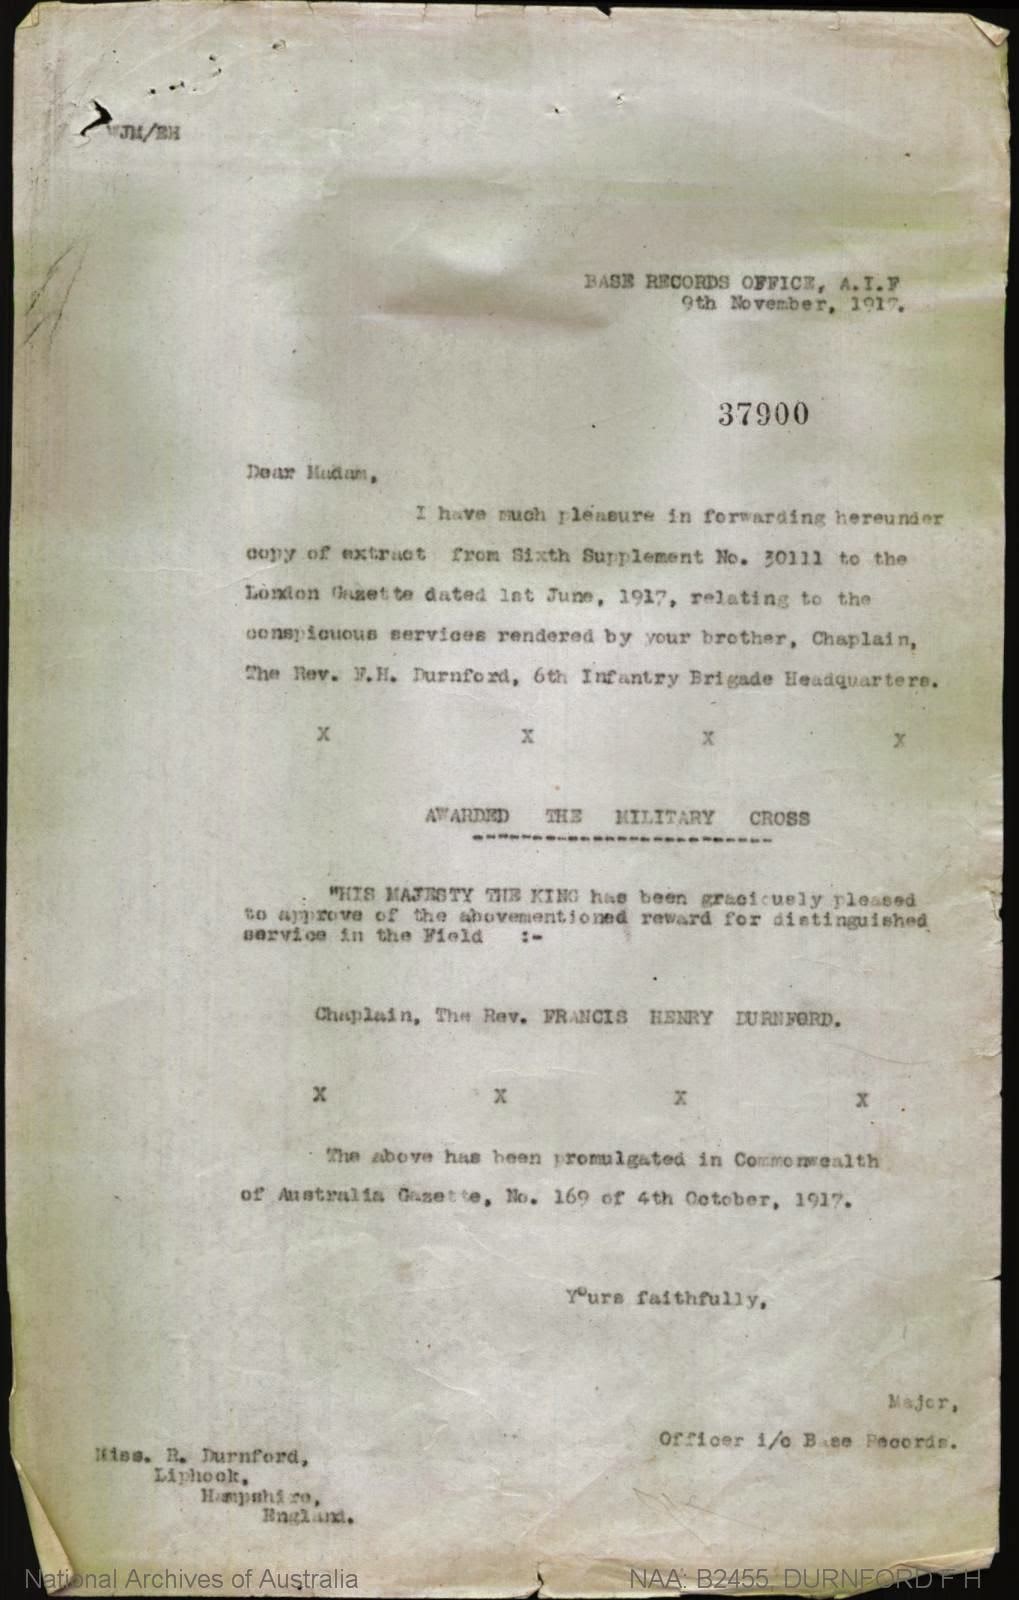 WJM/EH
BASE RECORDS OFFICE, A.I.F
9th November, 1917.
37900
Dear Madam,
I have much pleasure in forwarding hereunder
copy of extract from Sixth Supplement No. 30111 to the
London Gazette dated 1st June, 1917, relating to the
conspicuous services rendered by your brother, Chaplain,
The Rev. F.H. Durnford, 6th Infantry Brigade Headquarters.
X X X X
AWARDED THE MILITARY CROSS
"HIS MAJESTY THE KING has been graciously pleased
to approve of the abovementioned reward for distinguished
service in the Field :-
Chaplain, The Rev. FRANCIS HENRY DURNFORD.
X X X X
The above has been promulgated in Commonwealth
of Australia Gazette, No. 169 of 4th October, 1917.
Yours faithfully,
Major,
Officer i/c Base Records.
Miss. R. Durnford,
Liphook,
Hampshire,
England.
National Archives of Australia
NAA: B2455, DURNFORD F H